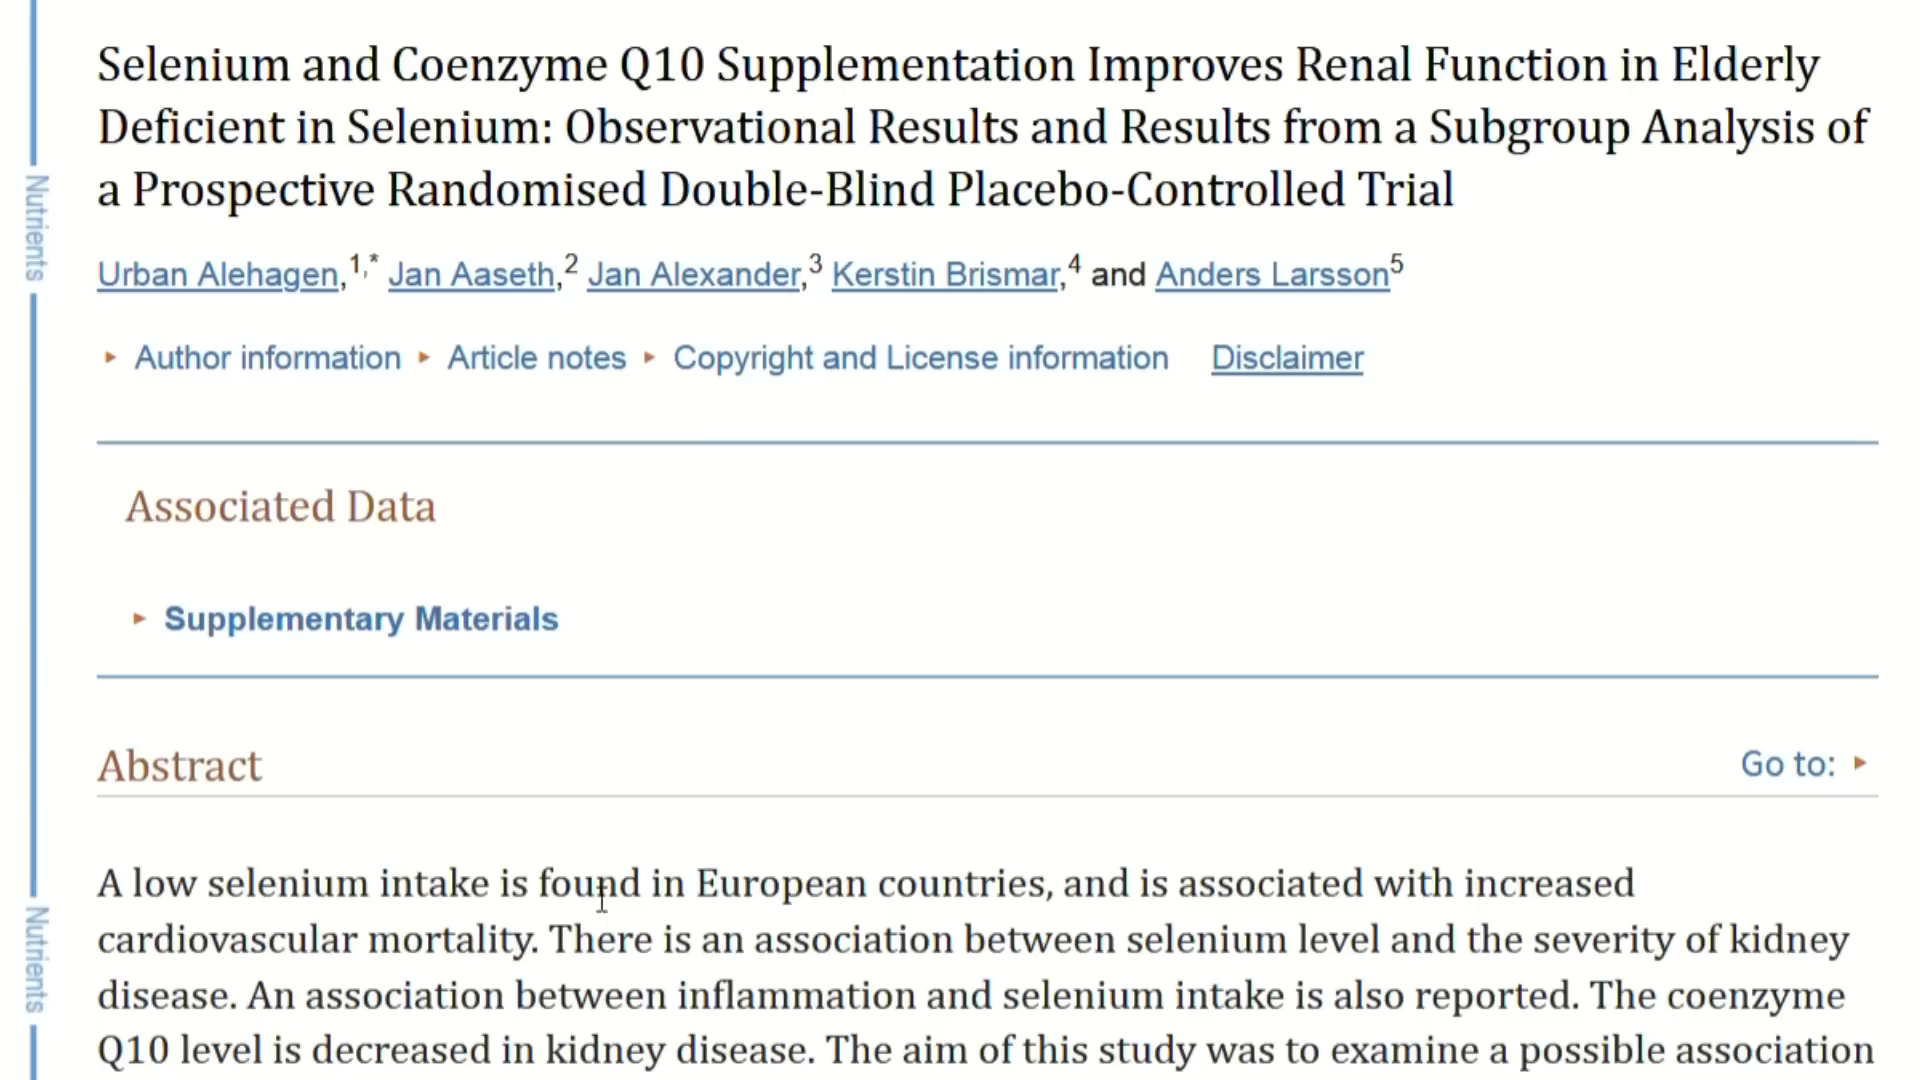 Selenium and Coenzyme Q10 Supplementation Improves Renal Function in Elderly
Deficient in Selenium: Observational Results and Results from a Subgroup Analysis of
a Prospective Randomised Double-Blind Placebo-Controlled Trial
Urban Alehagen,1,* Jan Aaseth,2 Jan Alexander,3 Kerstin Brismar,4 and Anders Larsson5
Author information Article notes Copyright and License information Disclaimer
Associated Data
Supplementary Materials
Abstract
Go to:
A low selenium intake is found in European countries, and is associated with increased
cardiovascular mortality. There is an association between selenium level and the severity of kidney
disease. An association between inflammation and selenium intake is also reported. The coenzyme
Q10 level is decreased in kidney disease. The aim of this study was to examine a possible association
Nutrients
Nutrients